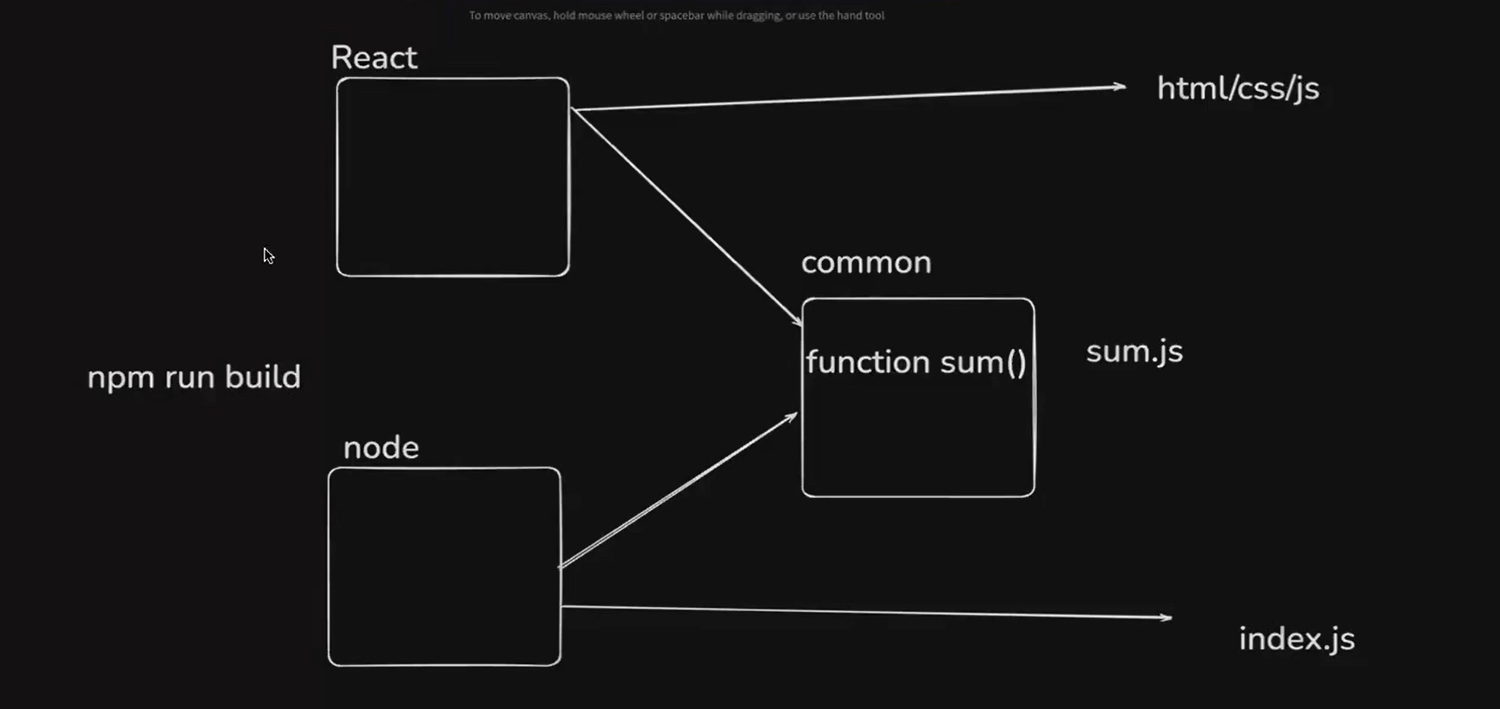 To move canvas, hold mouse wheel or spacebar while dragging, or use the hand tool
React
html/css/js
common
function sum()
sum.js
npm run build
node
index.js